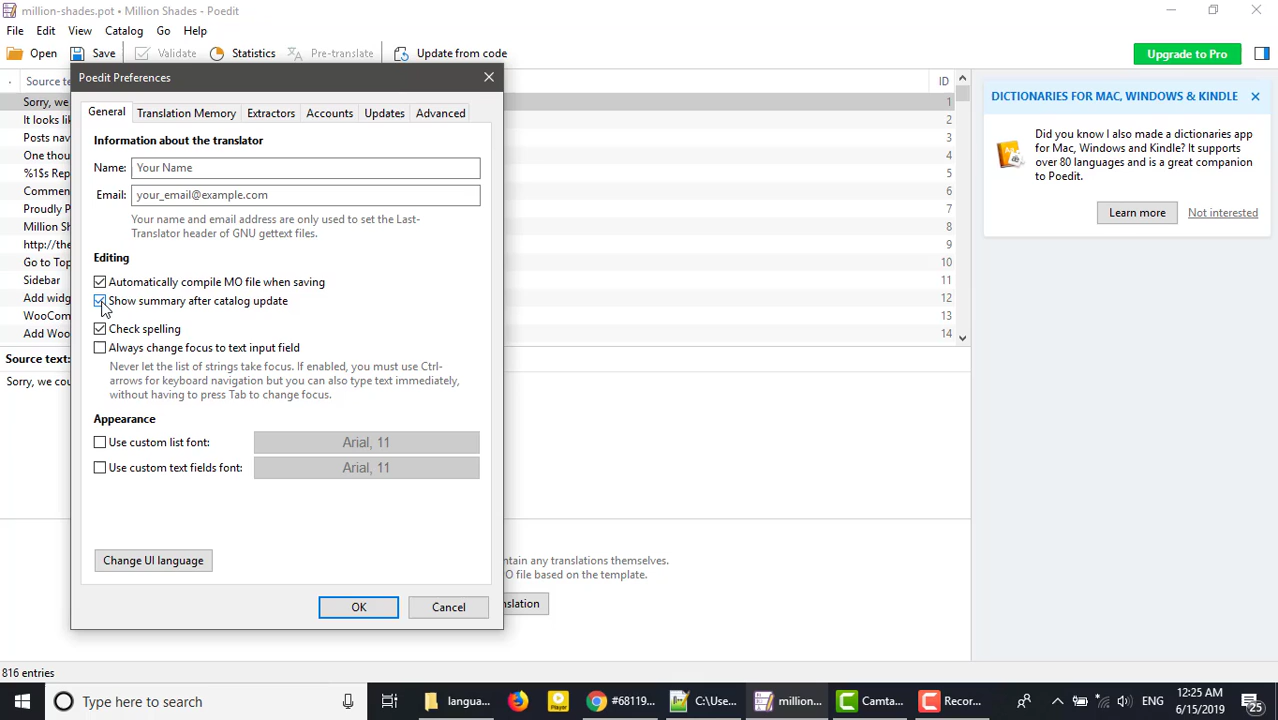 million-shades.pot • Million Shades - Poedit
File Edit View Catalog Go Help
Open Save Validate Statistics Pre-translate Update from code Upgrade to Pro
Poedit Preferences
General Translation Memory Extractors Accounts Updates Advanced
Information about the translator
Name: Your Name
Email: your_email@example.com
Your name and email address are only used to set the Last-
Translator header of GNU gettext files.
Editing
Automatically compile MO file when saving
Show summary after catalog update
Check spelling
Always change focus to text input field
Never let the list of strings take focus. If enabled, you must use Ctrl-
arrows for keyboard navigation but you can also type text immediately,
without having to press Tab to change focus.
Appearance
Use custom list font: Arial, 11
Use custom text fields font: Arial, 11
Change UI language
OK Cancel
Source te ID
Sorry, we 1
It looks lik 2
Posts navi 3
One thou 4
%1$s Rep 5
Commen 6
Proudly P 7
Million Sh 8
http://the 9
Go to Top 10
Sidebar 11
Add widg 12
WooCom 13
Add Woo 14
Source text:
Sorry, we cou
ntain any translations themselves.
O file based on the template.
nslation
DICTIONARIES FOR MAC, WINDOWS & KINDLE
Did you know I also made a dictionaries app
for Mac, Windows and Kindle? It supports
over 80 languages and is a great companion
to Poedit.
Learn more Not interested
816 entries
Type here to search langua... Player #68119... C:\Use... million... Camta... Recor... ENG 12:25 AM
6/15/2019 25